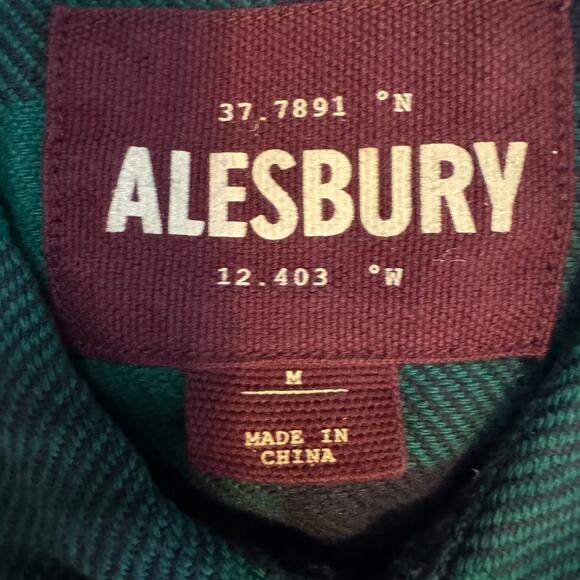 37.7891 °N
ALESBURY
12.403 °W
M
MADE IN
CHINA